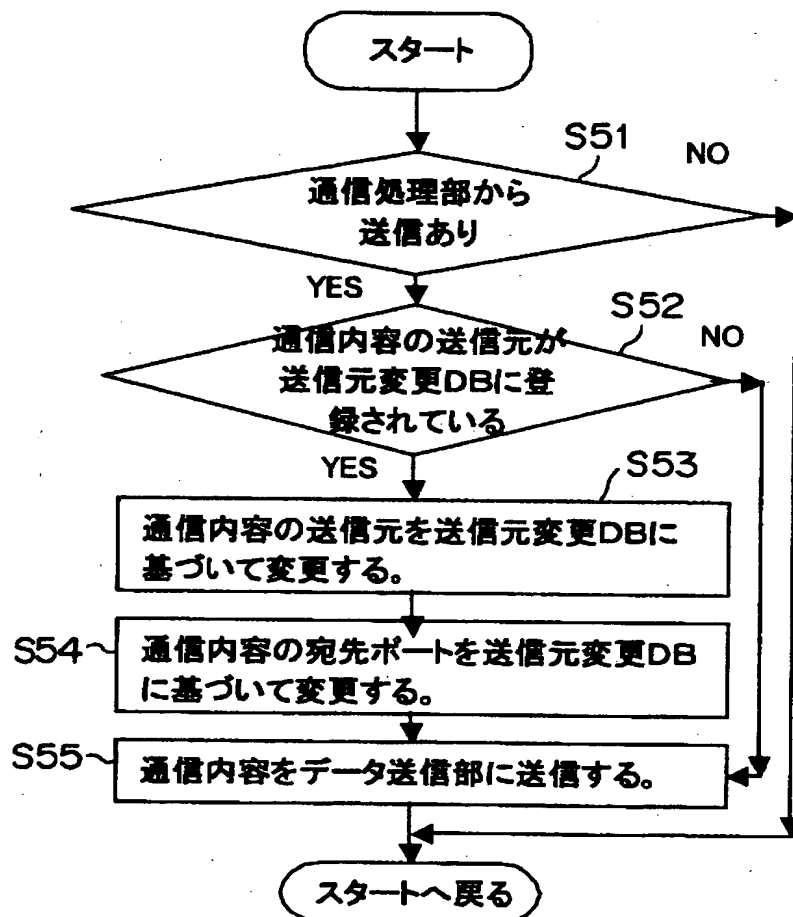 スタート
S51
NO
通信処理部から
送信あり
YES
S52
NO
通信内容の送信元が
送信元変更DBに登
録されている
YES
S53
通信内容の送信元を送信元変更DBに
基づいて変更する。
S54
通信内容の宛先ポートを送信元変更DB
に基づいて変更する。
S55
通信内容をデータ送信部に送信する。
スタートへ戻る